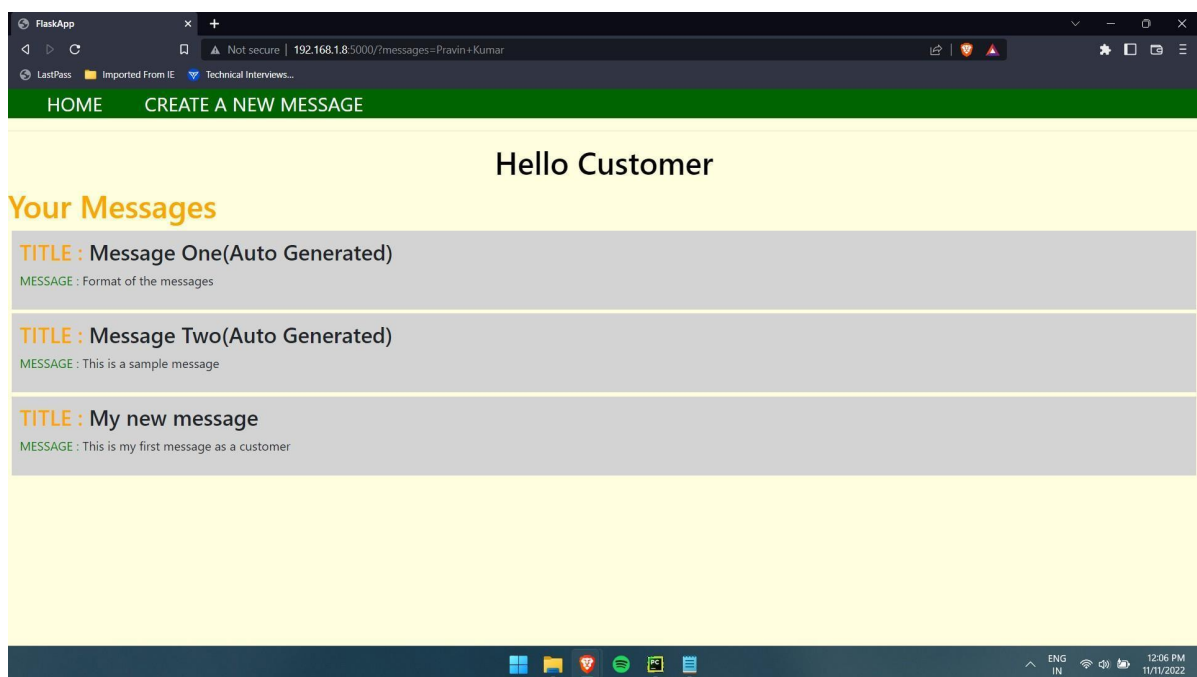 FlaskApp
Not secure | 192.168.1.8:5000/?messages=Pravin+Kumar
LastPass Imported From IE Technical Interviews...
HOME CREATE A NEW MESSAGE
Hello Customer
Your Messages
TITLE : Message One(Auto Generated)
MESSAGE : Format of the messages
TITLE : Message Two(Auto Generated)
MESSAGE : This is a sample message
TITLE : My new message
MESSAGE : This is my first message as a customer
ENG 12:06 PM
IN 11/11/2022